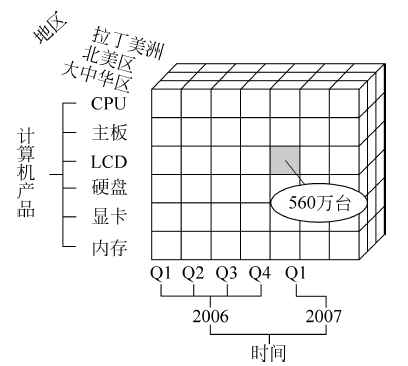 地区
拉丁美洲
北美区
大中华区
计算机产品
CPU
主板
LCD
硬盘
显卡
内存
560万台
Q1 Q2 Q3 Q4 Q1
2006 2007
时间